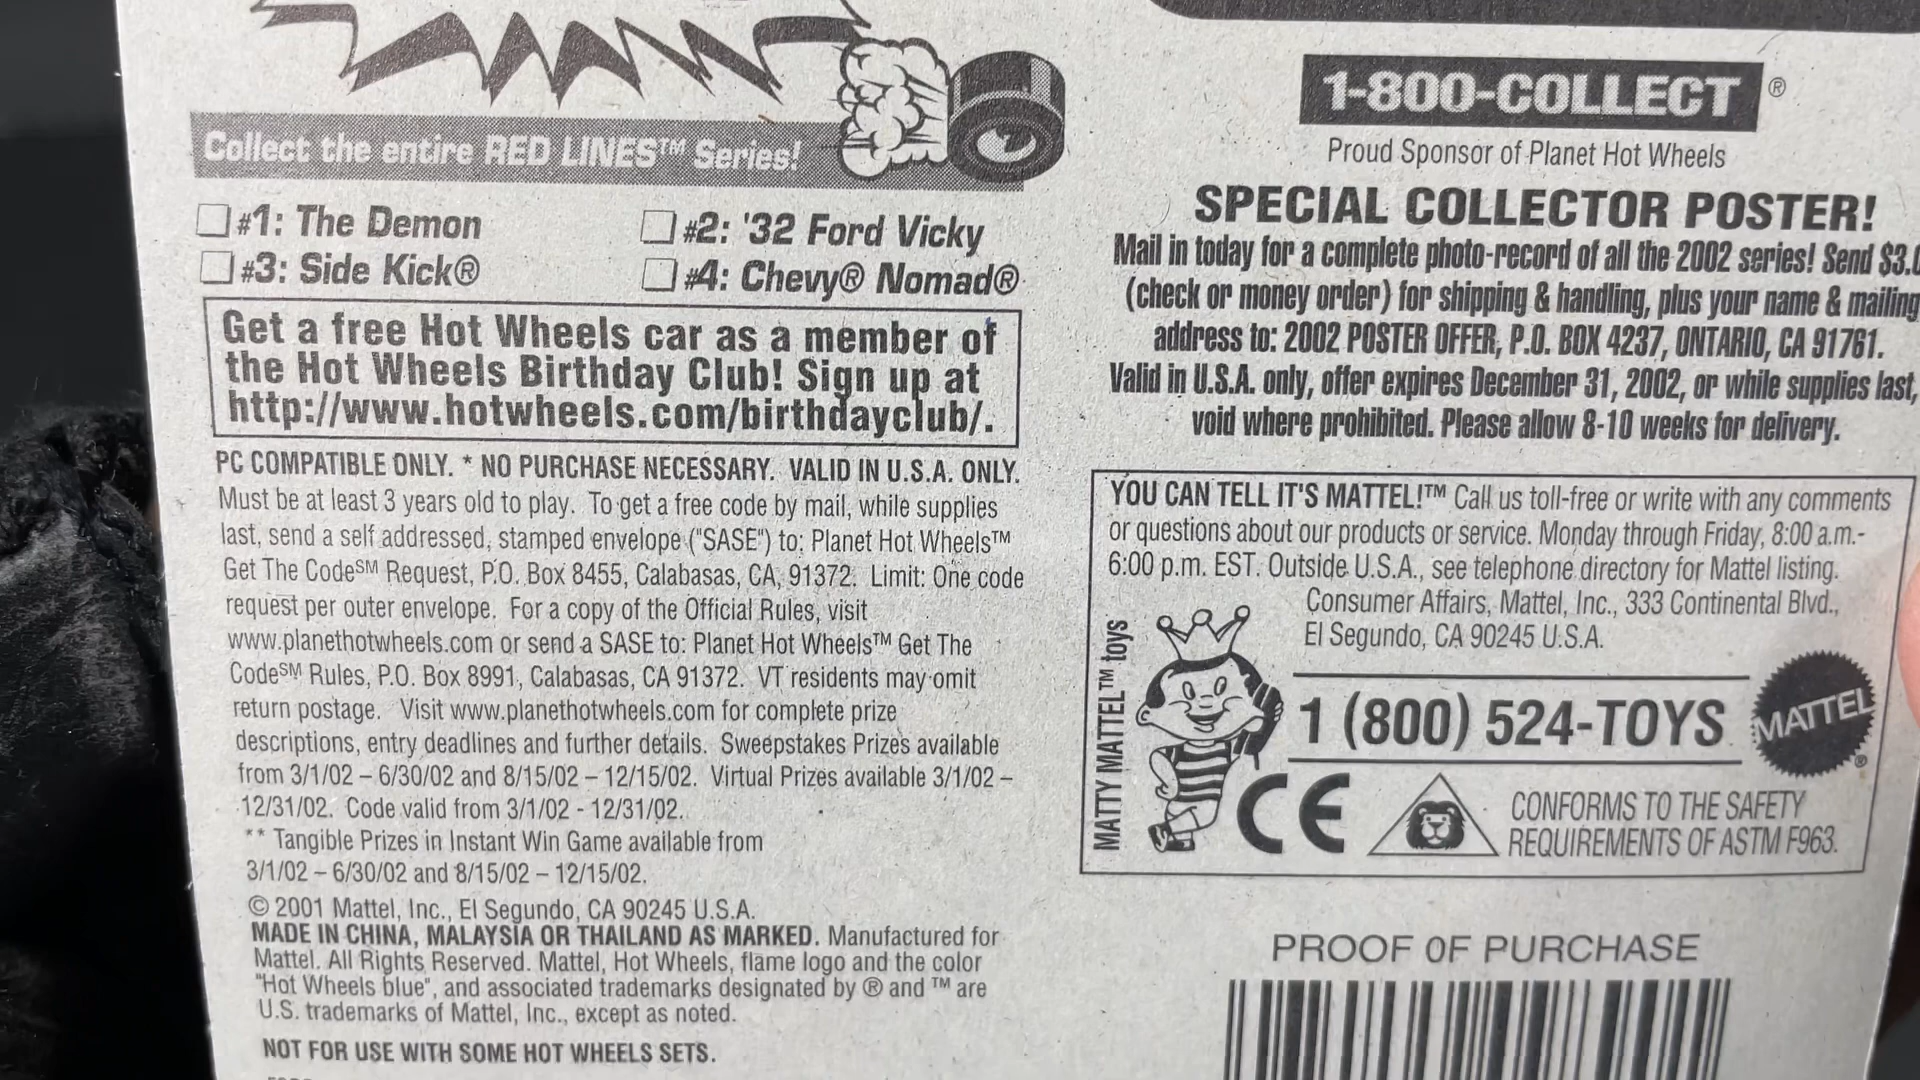 Collect the entire RED LINES™ Series!
#1: The Demon
#2: '32 Ford Vicky
#3: Side Kick®
#4: Chevy® Nomad®
Get a free Hot Wheels car as a member of
the Hot Wheels Birthday Club! Sign up at
http://www.hotwheels.com/birthdayclub/.
PC COMPATIBLE ONLY. * NO PURCHASE NECESSARY. VALID IN U.S.A. ONLY.
Must be at least 3 years old to play. To get a free code by mail, while supplies
last, send a self addressed, stamped envelope ("SASE") to: Planet Hot Wheels™
Get The Code℠ Request, P.O. Box 8455, Calabasas, CA, 91372. Limit: One code
request per outer envelope. For a copy of the Official Rules, visit
www.planethotwheels.com or send a SASE to: Planet Hot Wheels™ Get The
Code℠ Rules, P.O. Box 8991, Calabasas, CA 91372. VT residents may omit
return postage. Visit www.planethotwheels.com for complete prize
descriptions, entry deadlines and further details. Sweepstakes Prizes available
from 3/1/02 – 6/30/02 and 8/15/02 – 12/15/02. Virtual Prizes available 3/1/02 –
12/31/02. Code valid from 3/1/02 - 12/31/02.
** Tangible Prizes in Instant Win Game available from
3/1/02 – 6/30/02 and 8/15/02 – 12/15/02.
© 2001 Mattel, Inc., El Segundo, CA 90245 U.S.A.
MADE IN CHINA, MALAYSIA OR THAILAND AS MARKED. Manufactured for
Mattel. All Rights Reserved. Mattel, Hot Wheels, flame logo and the color
"Hot Wheels blue", and associated trademarks designated by ® and ™ are
U.S. trademarks of Mattel, Inc., except as noted.
NOT FOR USE WITH SOME HOT WHEELS SETS.
1-800-COLLECT®
Proud Sponsor of Planet Hot Wheels
SPECIAL COLLECTOR POSTER!
Mail in today for a complete photo-record of all the 2002 series! Send
(check or money order) for shipping & handling, plus your name & mailing
address to: 2002 POSTER OFFER, P.O. BOX 4237, ONTARIO, CA 91761.
Valid in U.S.A. only, offer expires December 31, 2002, or while supplies last,
void where prohibited. Please allow 8-10 weeks for delivery.
YOU CAN TELL IT'S MATTEL!™ Call us toll-free or write with any comments
or questions about our products or service. Monday through Friday, 8:00 a.m.-
6:00 p.m. EST. Outside U.S.A., see telephone directory for Mattel listing.
Consumer Affairs, Mattel, Inc., 333 Continental Blvd.,
El Segundo, CA 90245 U.S.A.
MATTY MATTEL™ toys
1 (800) 524-TOYS
MATTEL®
CE
CONFORMS TO THE SAFETY
REQUIREMENTS OF ASTM F963.
PROOF OF PURCHASE